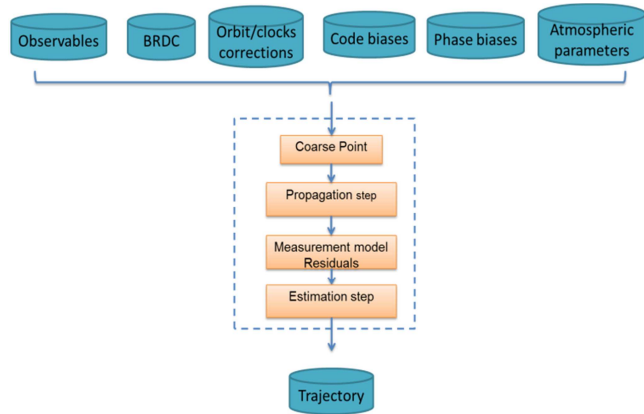 Observables
BRDC
Orbit/clocks
corrections
Code biases
Phase biases
Atmospheric
parameters
Coarse Point
Propagation step
Measurement model
Residuals
Estimation step
Trajectory